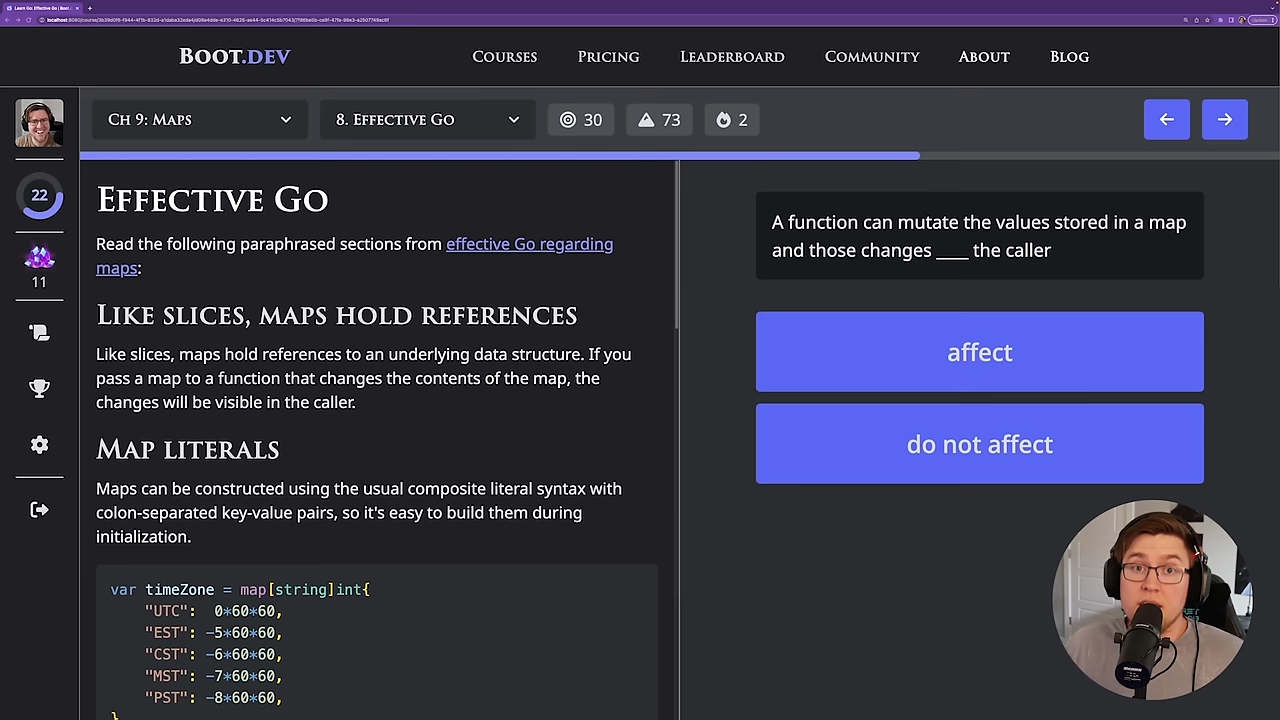 Learn Go: Effective Go | Boot.
BOOT.DEV
COURSES
PRICING
LEADERBOARD
COMMUNITY
ABOUT
BLOG
CH 9: MAPS
8. EFFECTIVE GO
30
73
2
22
11
EFFECTIVE GO
Read the following paraphrased sections from effective Go regarding
maps:
LIKE SLICES, MAPS HOLD REFERENCES
Like slices, maps hold references to an underlying data structure. If you
pass a map to a function that changes the contents of the map, the
changes will be visible in the caller.
MAP LITERALS
Maps can be constructed using the usual composite literal syntax with
colon-separated key-value pairs, so it's easy to build them during
initialization.
var timeZone = map[string]int{
"UTC":  0*60*60,
"EST": -5*60*60,
"CST": -6*60*60,
"MST": -7*60*60,
"PST": -8*60*60,
}
A function can mutate the values stored in a map
and those changes ____ the caller
affect
do not affect